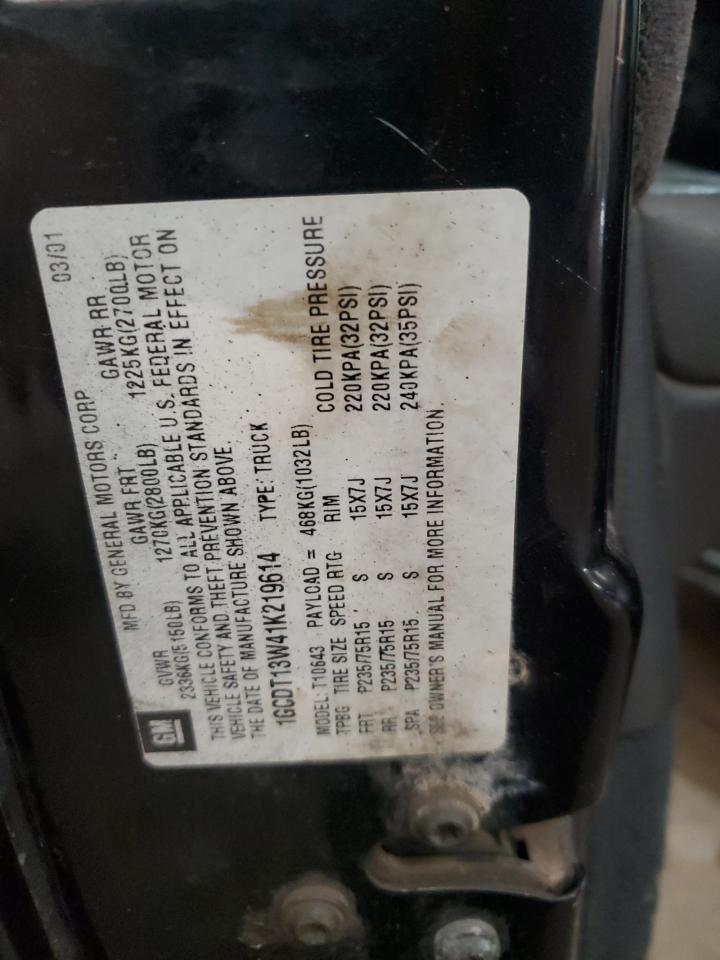 GM
MFD BY GENERAL MOTORS CORP 03/01
GVWR GAWR FRT GAWR RR
2336KG(5150LB) 1270KG(2800LB) 1225KG(2700LB)
THIS VEHICLE CONFORMS TO ALL APPLICABLE U.S. FEDERAL MOTOR
VEHICLE SAFETY AND THEFT PREVENTION STANDARDS IN EFFECT ON
THE DATE OF MANUFACTURE SHOWN ABOVE.
1GCDT13W41K219614 TYPE: TRUCK
MODEL: T10643 PAYLOAD = 468KG(1032LB)
TPBG TIRE SIZE SPEED RTG RIM COLD TIRE PRESSURE
FRT P235/75R15 S 15X7J 220KPA(32PSI)
RR P235/75R15 S 15X7J 220KPA(32PSI)
SPA P235/75R15 S 15X7J 240KPA(35PSI)
SEE OWNER'S MANUAL FOR MORE INFORMATION.